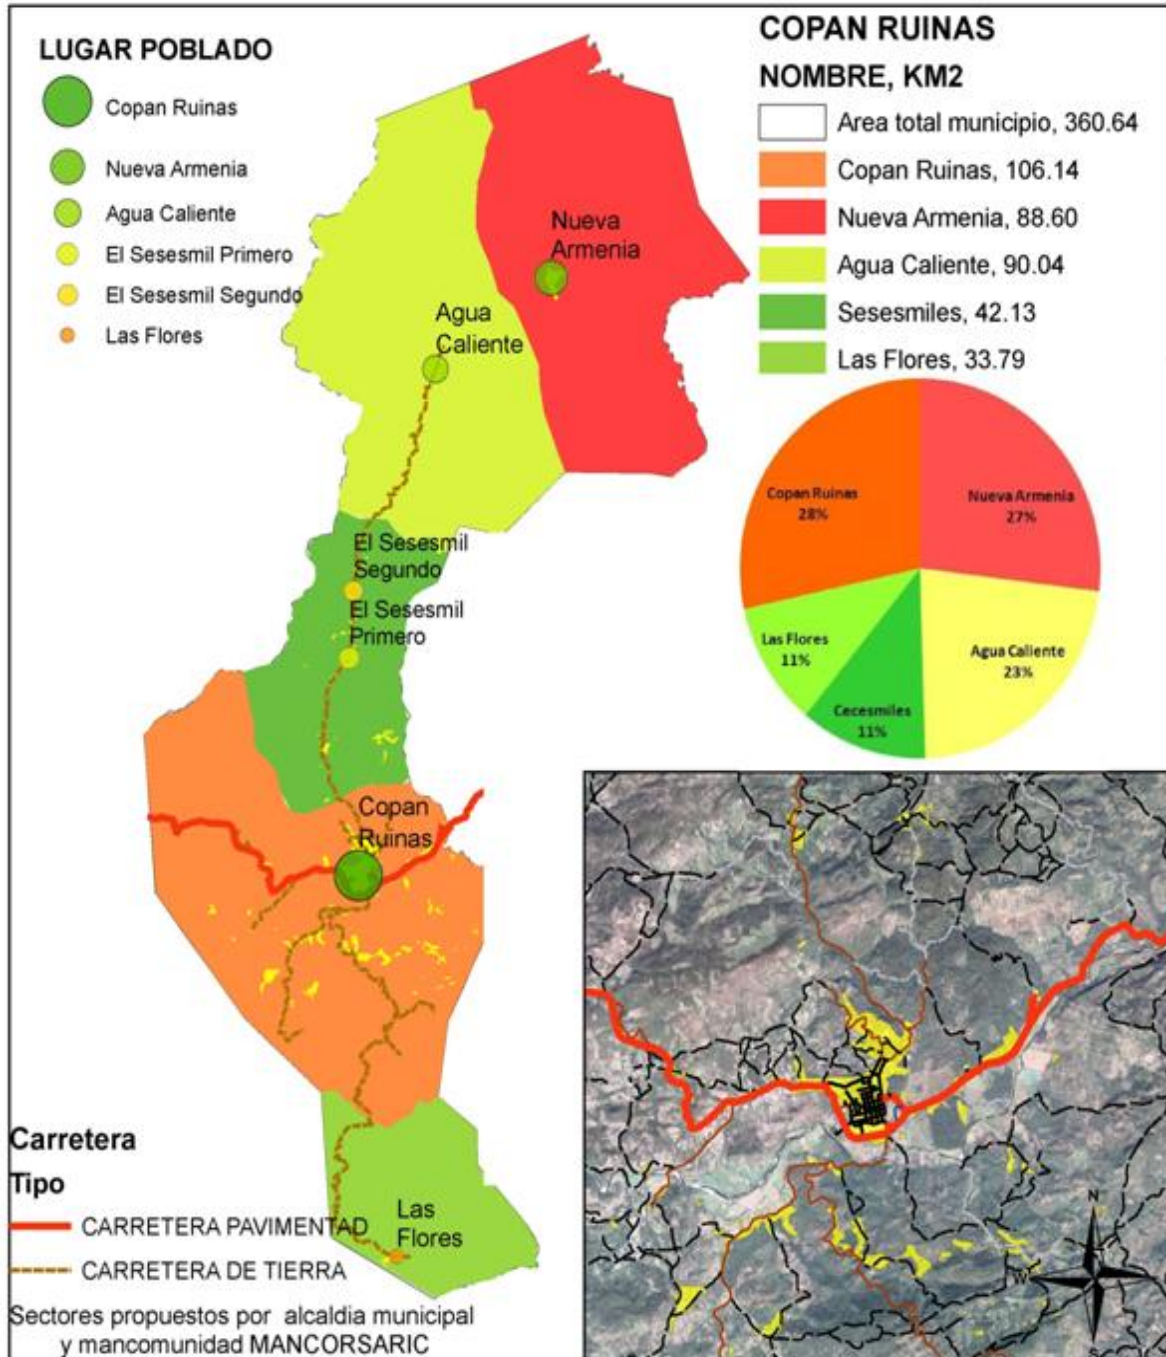 LUGAR POBLADO
Copan Ruinas
Nueva Armenia
Agua Caliente
El Sesesmil Primero
El Sesesmil Segundo
Las Flores
COPAN RUINAS
NOMBRE, KM2
Area total municipio, 360.64
Copan Ruinas, 106.14
Nueva Armenia, 88.60
Agua Caliente, 90.04
Sesesmiles, 42.13
Las Flores, 33.79
Nueva
Armenia
Agua
Caliente
El Sesesmil
Segundo
El Sesesmil
Primero
Copan
Ruinas
Las
Flores
Copan Ruinas
28%
Nueva Armenia
27%
Las Flores
11%
Agua Caliente
23%
Cecesmiles
11%
Carretera
Tipo
CARRETERA PAVIMENTAD
CARRETERA DE TIERRA
Sectores propuestos por alcaldia municipal
y mancomunidad MANCORSARIC
N
W
S